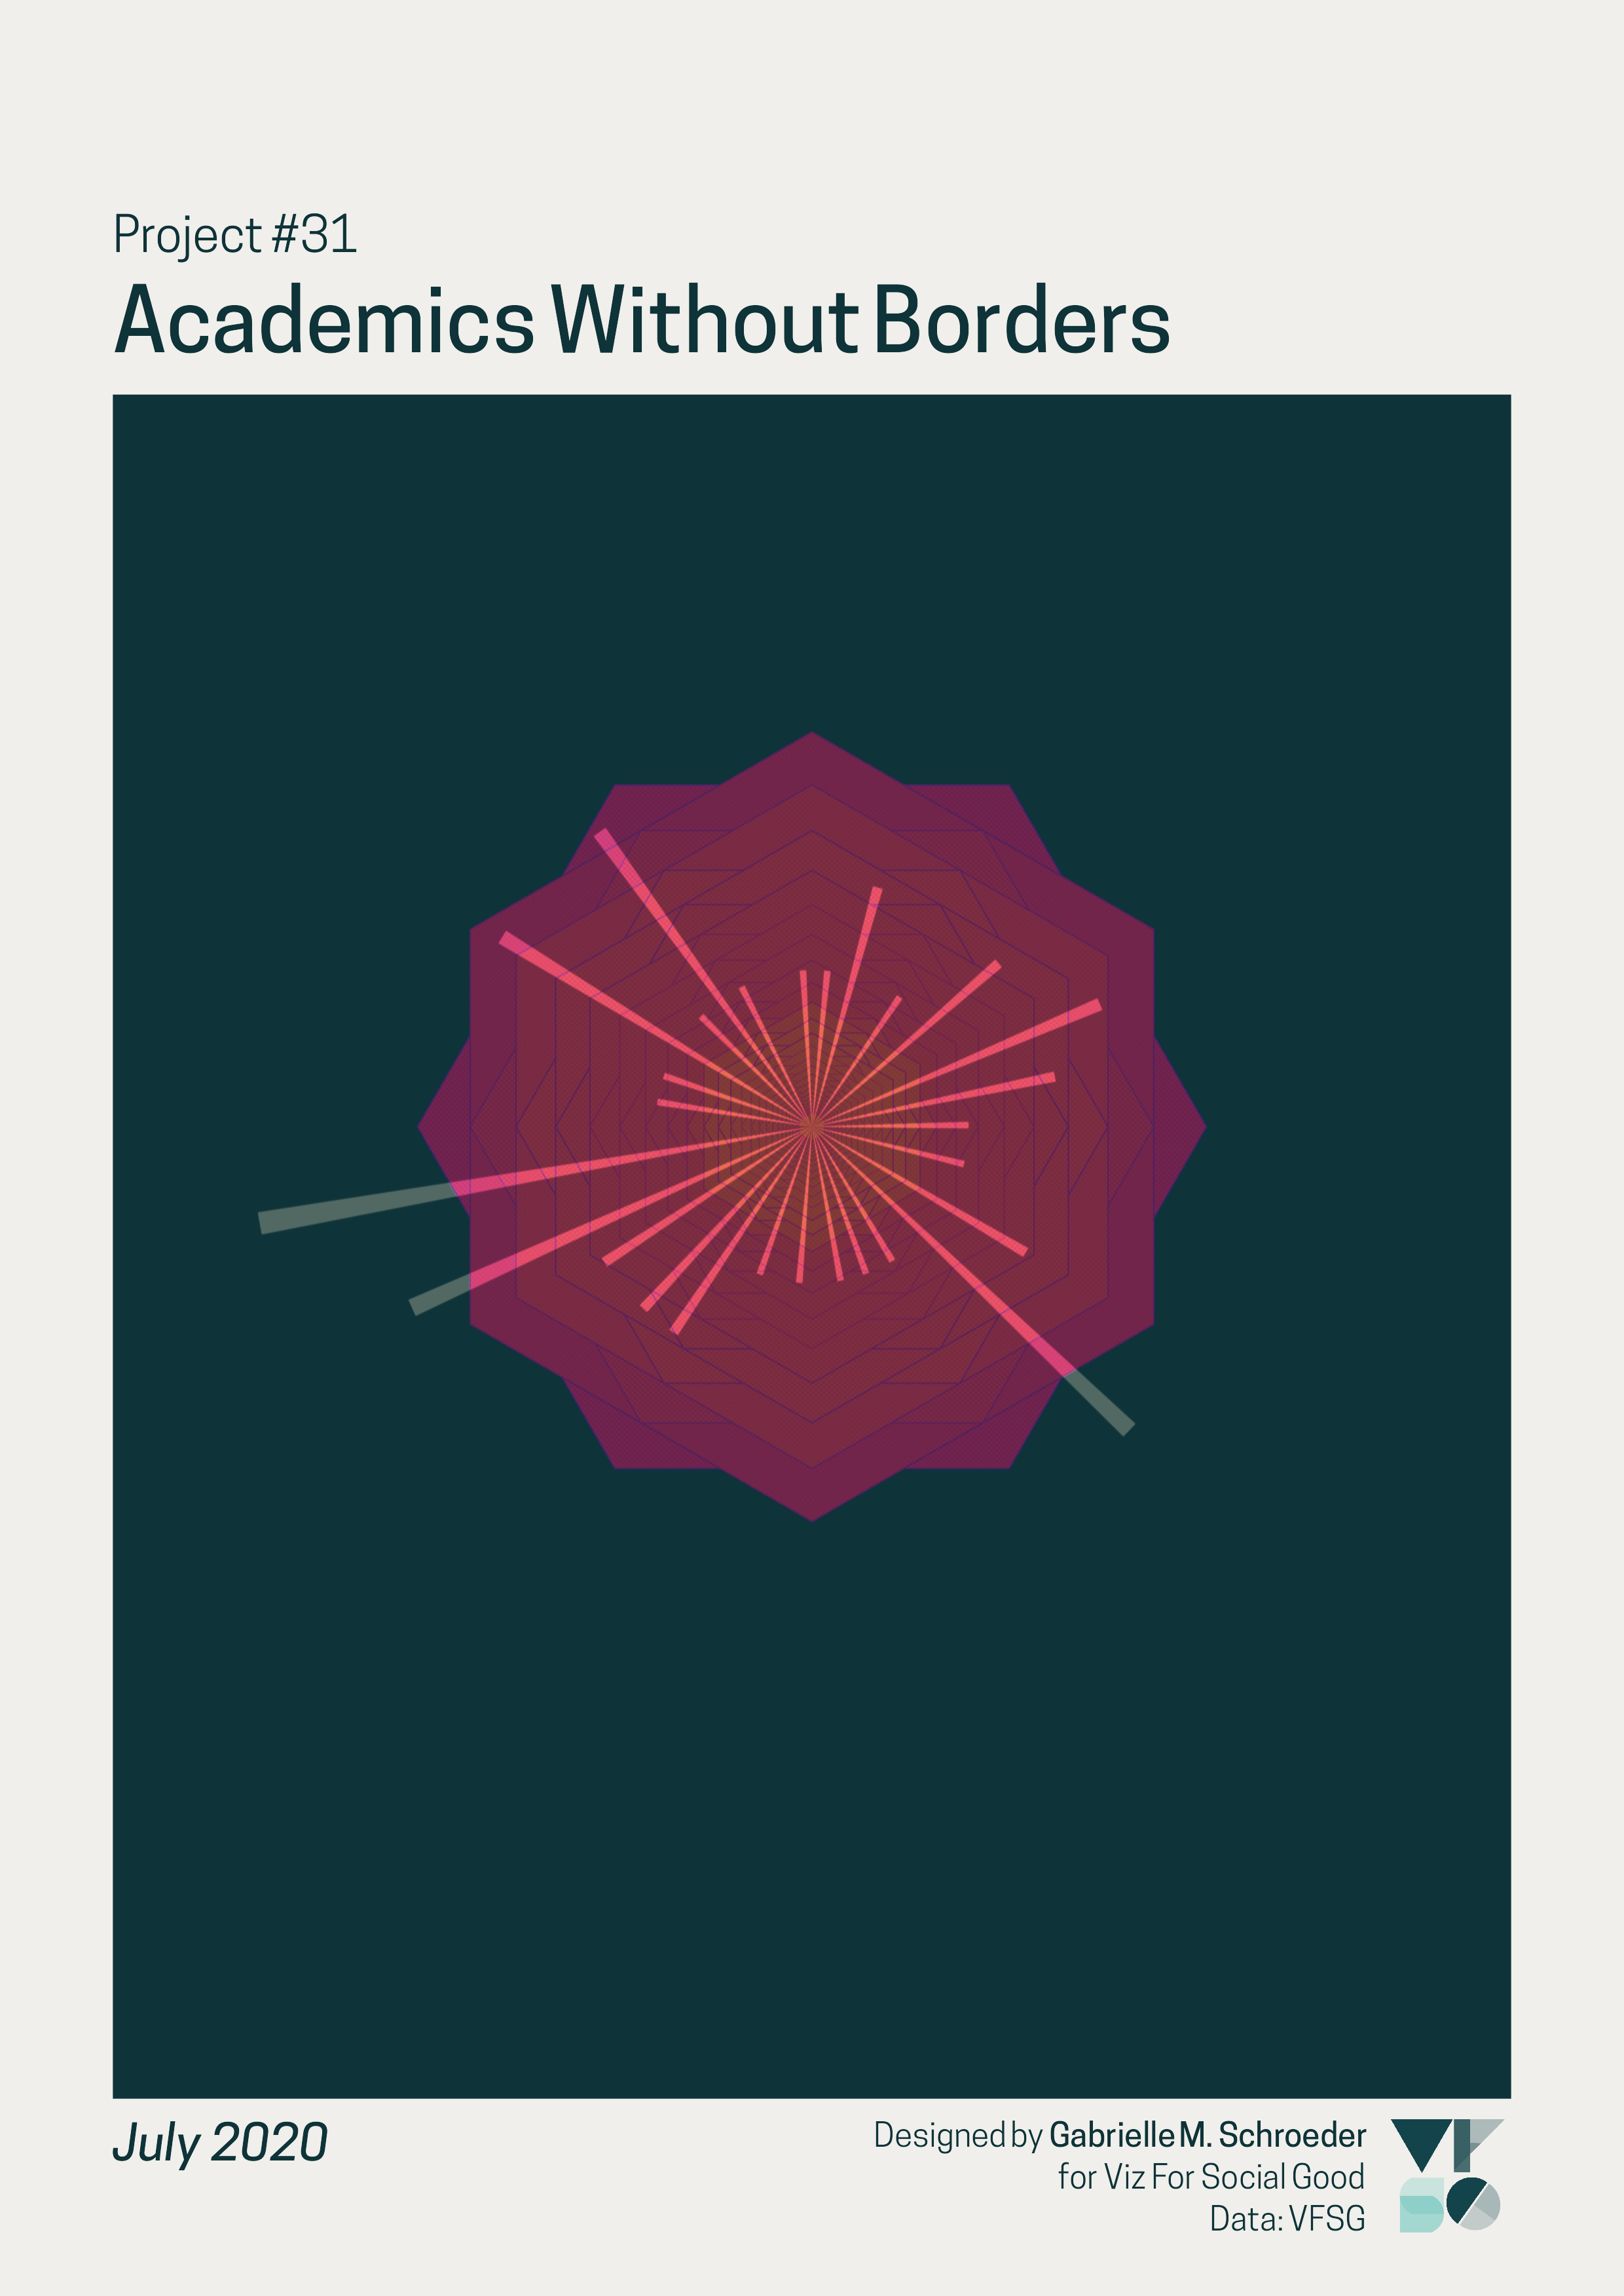 Project #31
Academics Without Borders
July 2020
Designed by Gabrielle M. Schroeder
for Viz For Social Good
Data: VFSG